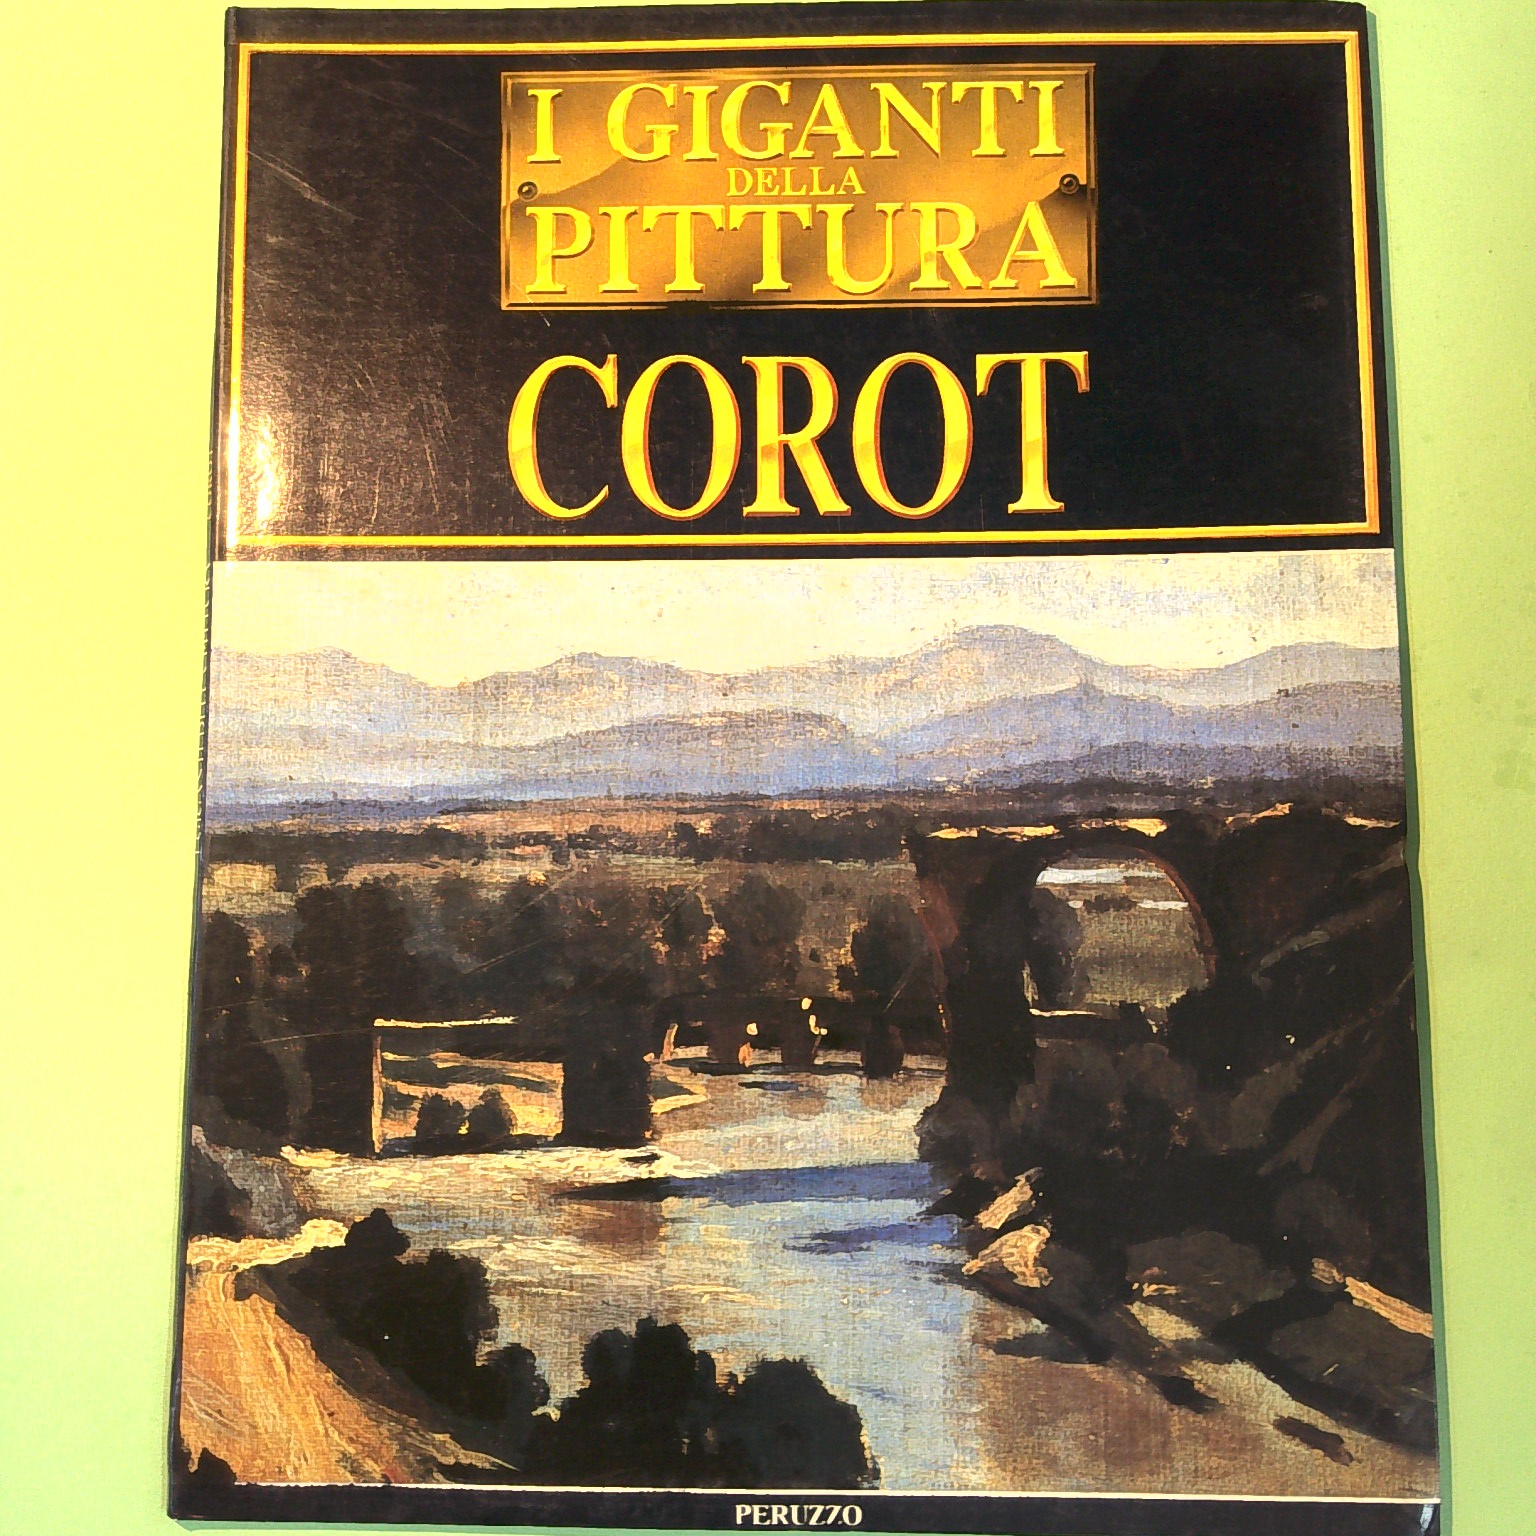 I GIGANTI
DELLA
PITTURA
COROT
PERUZZO